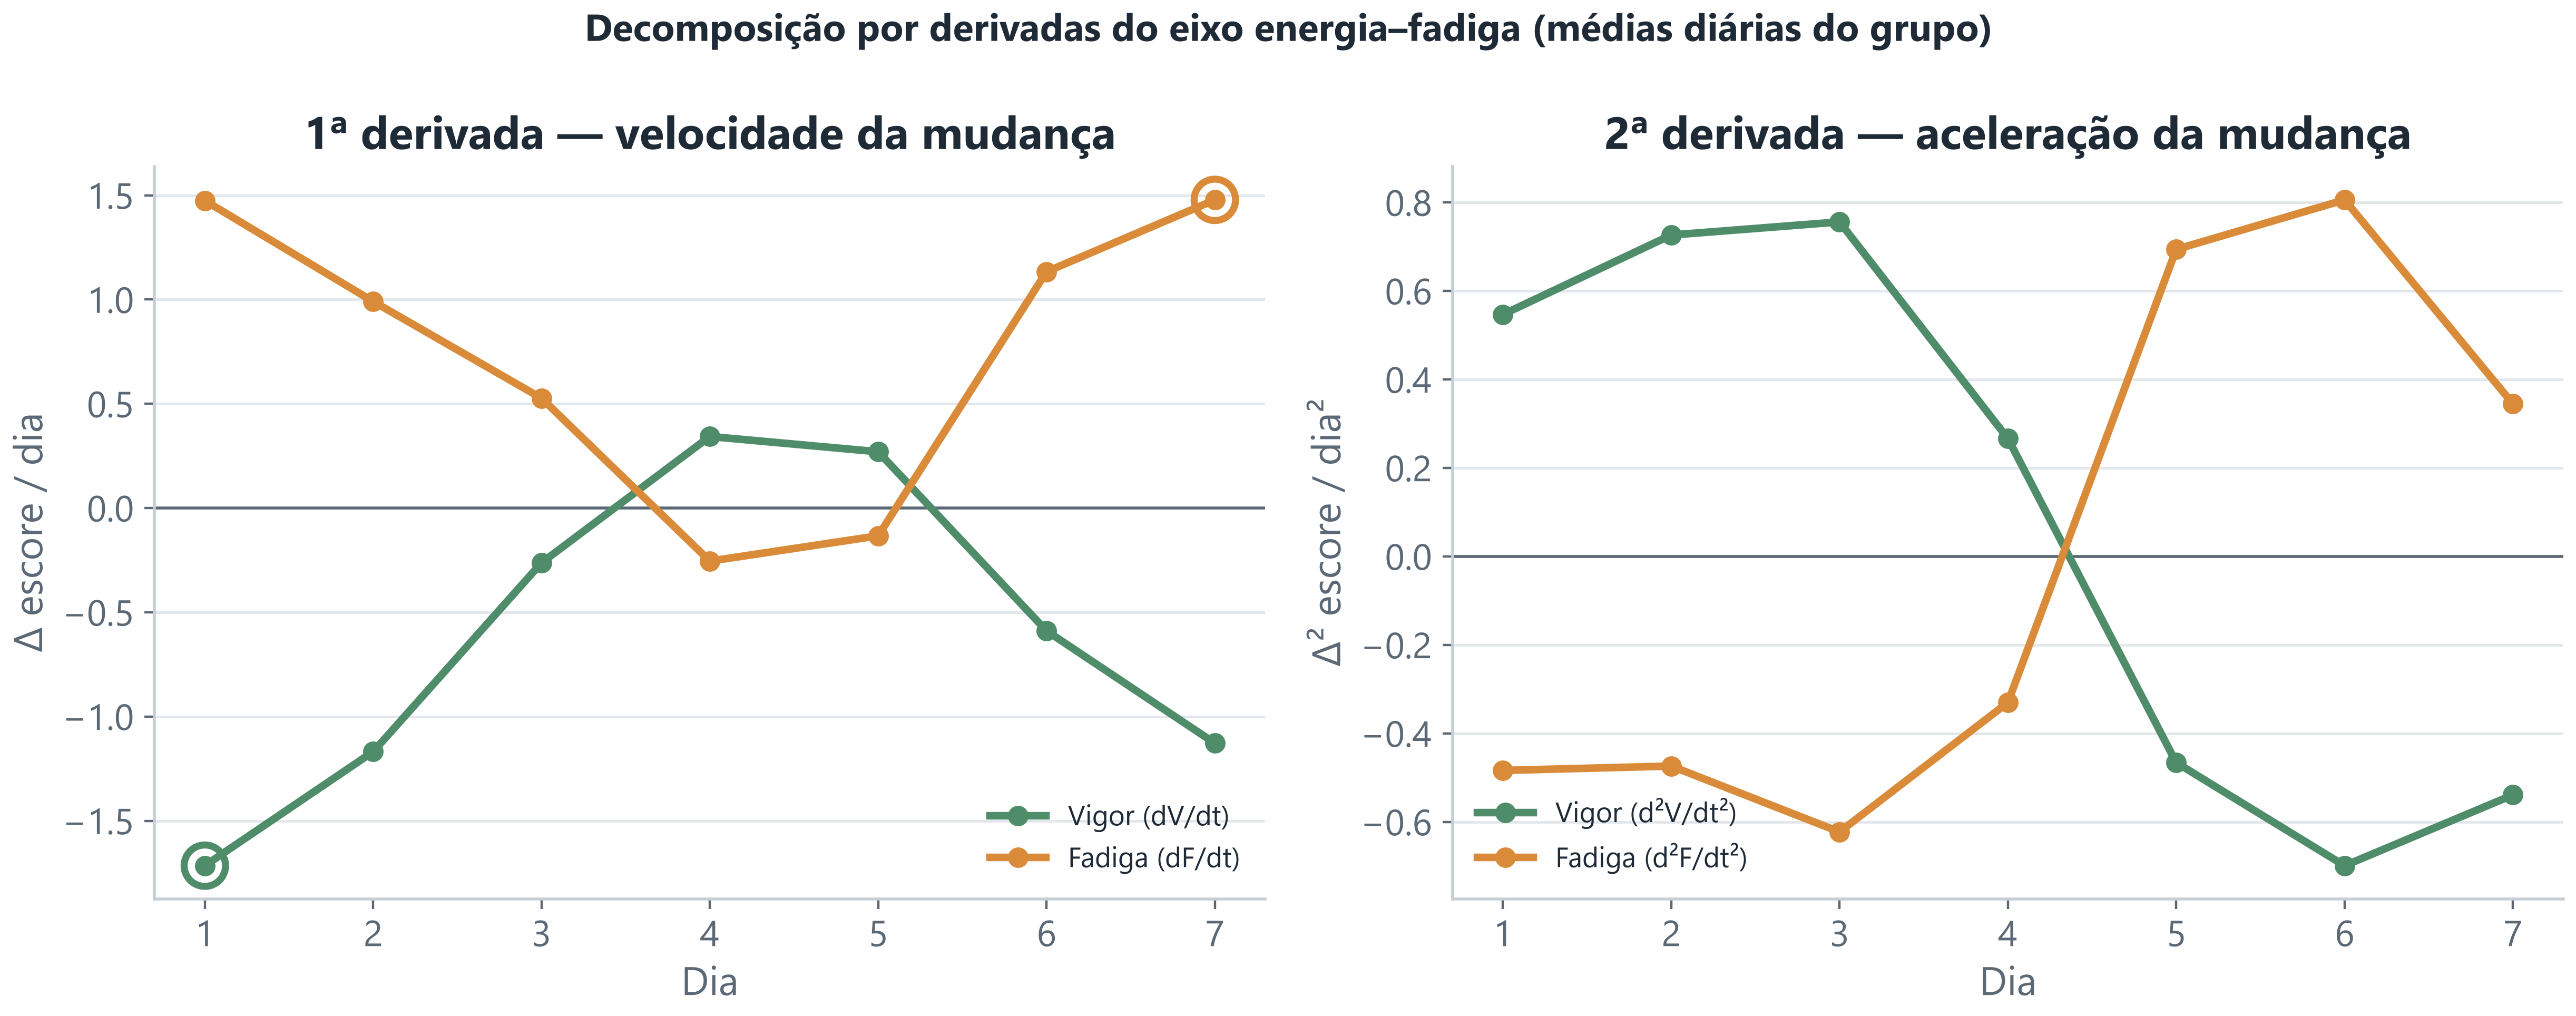 Decomposição por derivadas do eixo energia–fadiga (médias diárias do grupo)
1ª derivada — velocidade da mudança
Δ escore / dia
1.5
1.0
0.5
0.0
−0.5
−1.0
−1.5
1 2 3 4 5 6 7
Dia
Vigor (dV/dt)
Fadiga (dF/dt)
2ª derivada — aceleração da mudança
Δ² escore / dia²
0.8
0.6
0.4
0.2
0.0
−0.2
−0.4
−0.6
1 2 3 4 5 6 7
Dia
Vigor (d²V/dt²)
Fadiga (d²F/dt²)